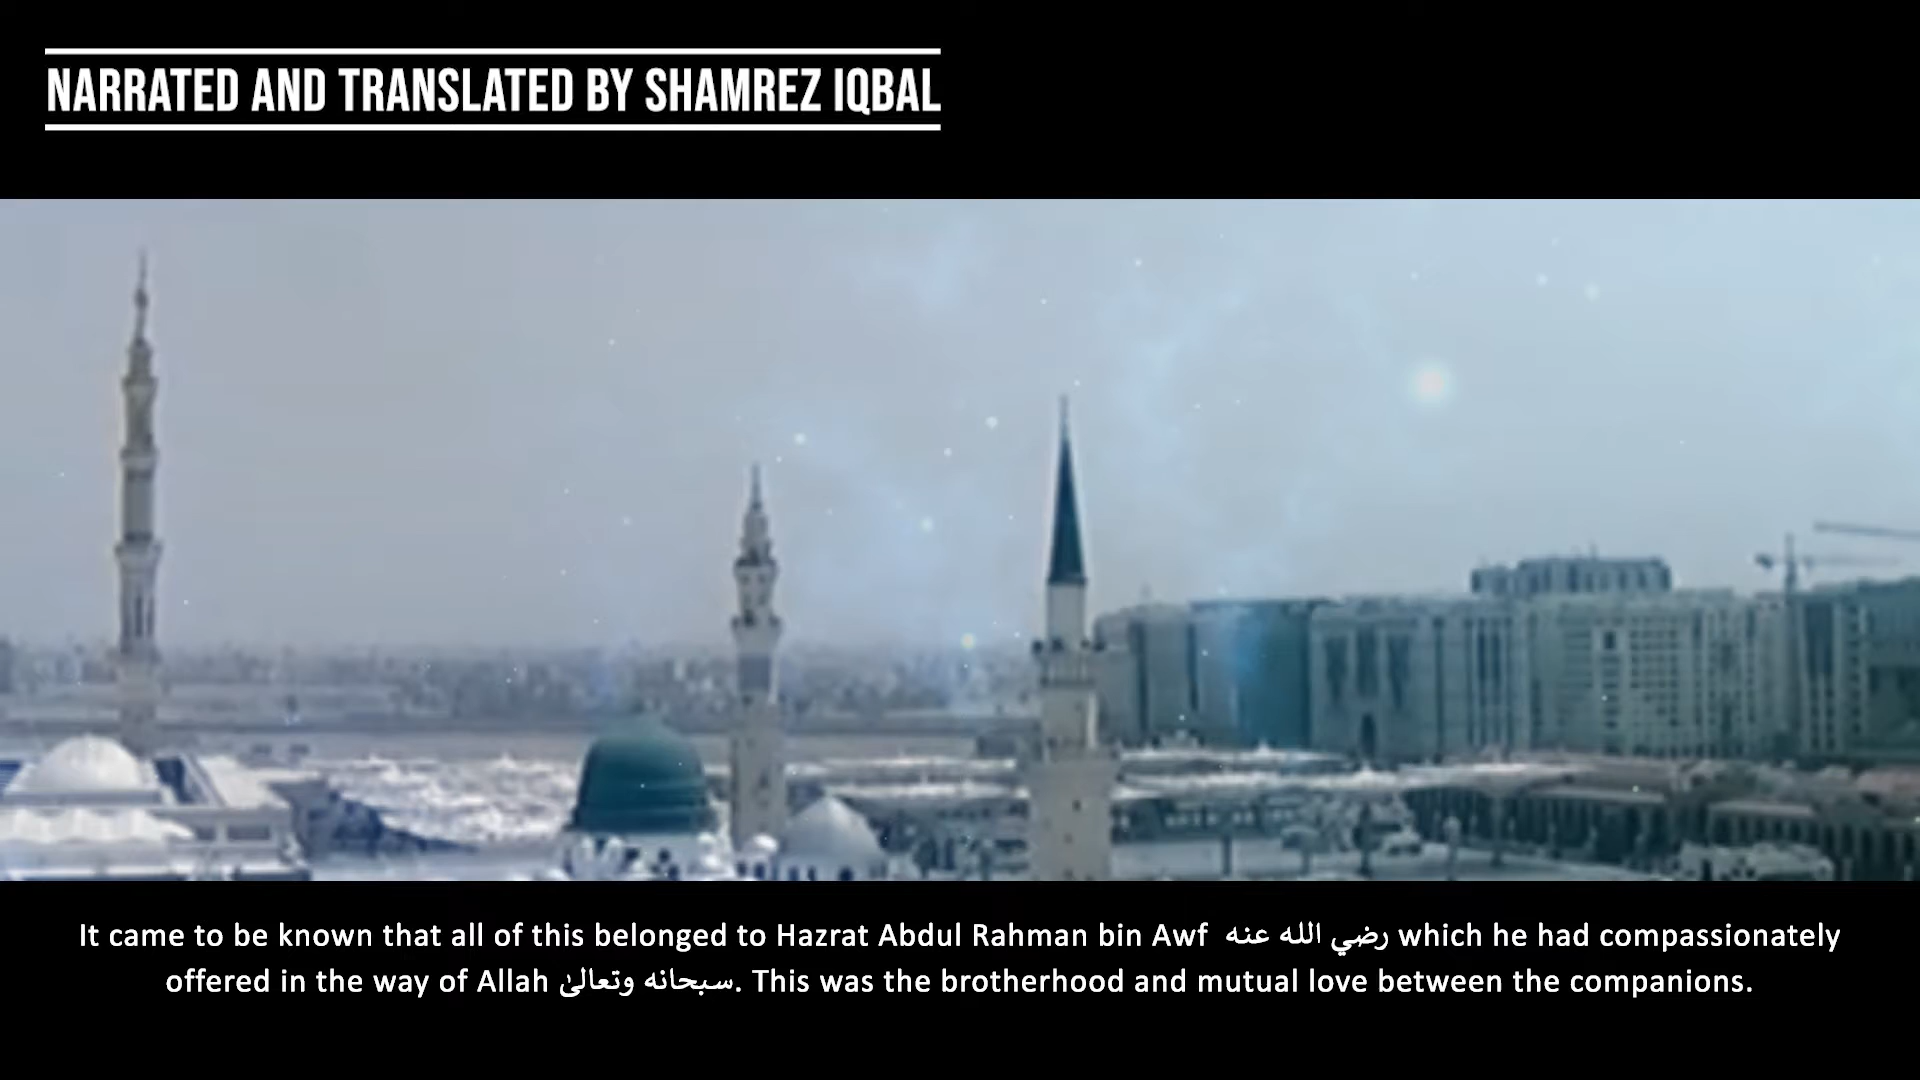 NARRATED AND TRANSLATED BY SHAMREZ IQBAL
It came to be known that all of this belonged to Hazrat Abdul Rahman bin Awf رضي الله عنه which he had compassionately
offered in the way of Allah سبحانه وتعالىٰ. This was the brotherhood and mutual love between the companions.